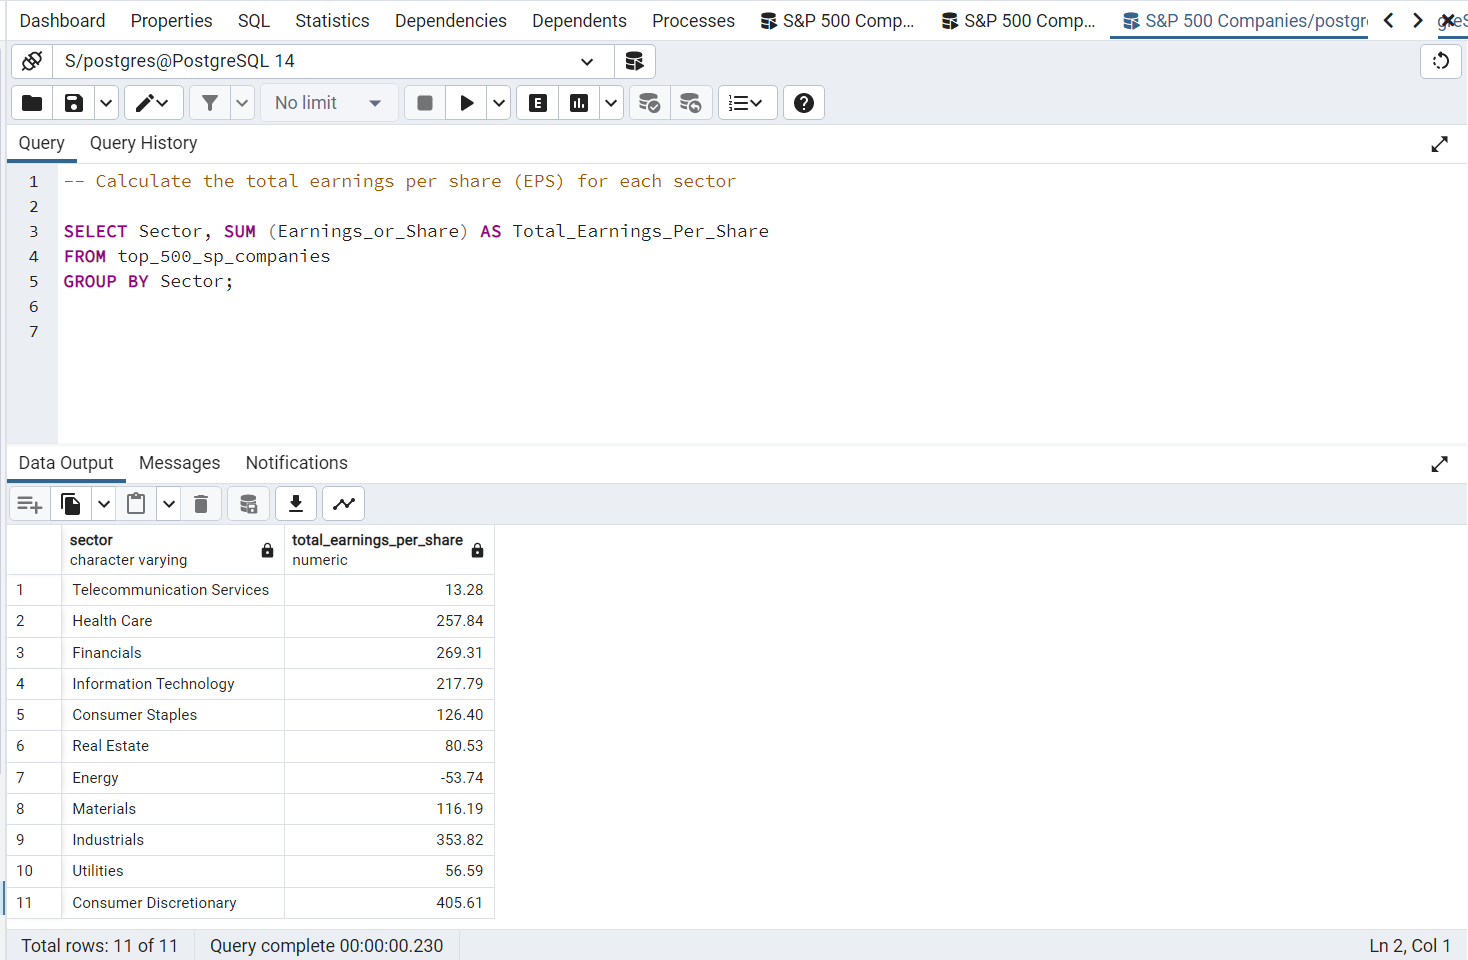 Dashboard Properties SQL Statistics Dependencies Dependents Processes S&P 500 Comp... S&P 500 Comp... S&P 500 Companies/postgr
S/postgres@PostgreSQL 14
No limit E
Query Query History
1 -- Calculate the total earnings per share (EPS) for each sector
2
3 SELECT Sector, SUM (Earnings_or_Share) AS Total_Earnings_Per_Share
4 FROM top_500_sp_companies
5 GROUP BY Sector;
6
7
Data Output Messages Notifications
sector total_earnings_per_share
character varying numeric
1 Telecommunication Services 13.28
2 Health Care 257.84
3 Financials 269.31
4 Information Technology 217.79
5 Consumer Staples 126.40
6 Real Estate 80.53
7 Energy -53.74
8 Materials 116.19
9 Industrials 353.82
10 Utilities 56.59
11 Consumer Discretionary 405.61
Total rows: 11 of 11 Query complete 00:00:00.230 Ln 2, Col 1